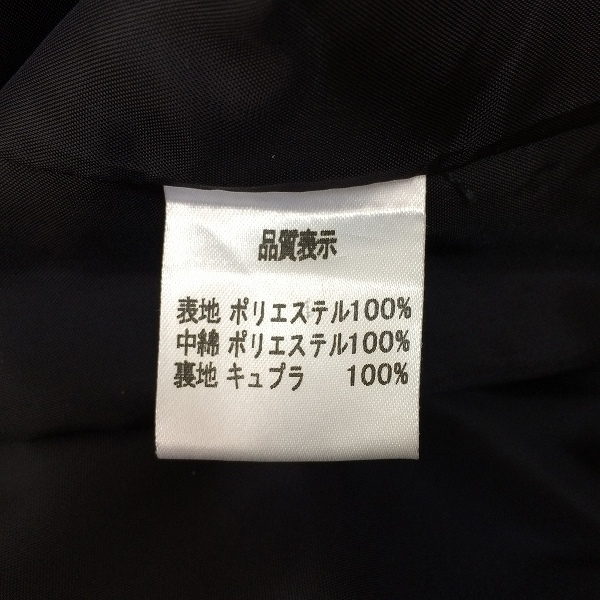 品質表示
表地 ポリエステル100%
中綿 ポリエステル100%
裏地 キュプラ 100%